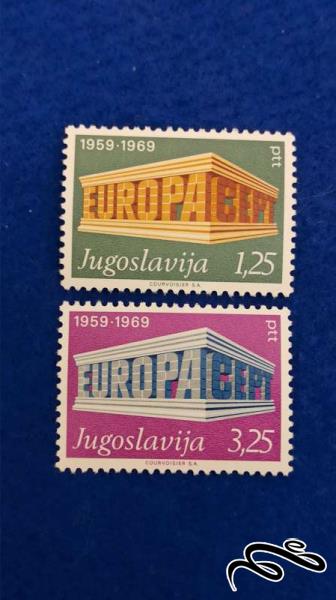 1959·1969
ptt
EUROPA CEPT
Jugoslavija 1,25
COURVOISIER S.A.
1959·1969
ptt
EUROPA CEPT
Jugoslavija 3,25
COURVOISIER S.A.